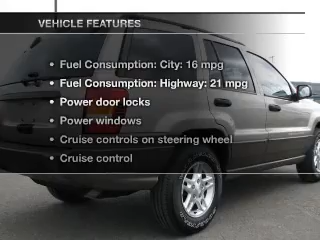 VEHICLE FEATURES
• Fuel Consumption: City: 16 mpg
• Fuel Consumption: Highway: 21 mpg
• Power door locks
• Power windows
• Cruise controls on steering wheel
• Cruise control